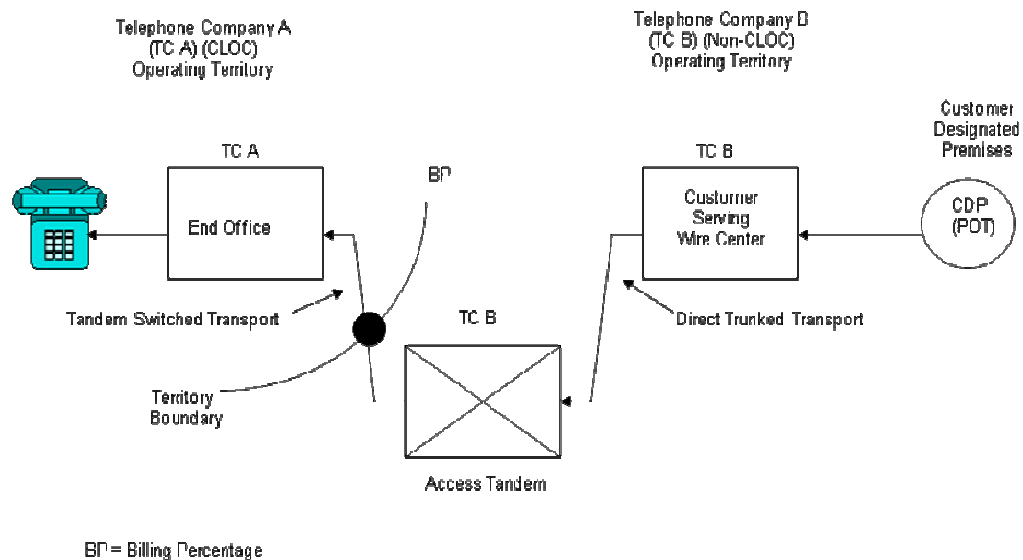 Telephone Company A
(TC A) (CLOC)
Operating Territory
Telephone Company B
(TC B) (Non-CLOC)
Operating Territory
Customer
Designated
Premises
TC A
BP
TC B
End Office
Customer
Serving
Wire Center
CDP
(POT)
Tandem Switched Transport
TC B
Direct Trunked Transport
Territory
Boundary
Access Tandem
BP = Billing Percentage